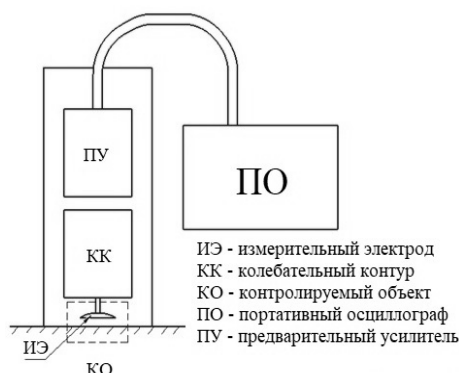 ПУ
ПО
КК
ИЭ - измерительный электрод
КК - колебательный контур
КО - контролируемый объект
ПО - портативный осциллограф
ПУ - предварительный усилитель
ИЭ
КО